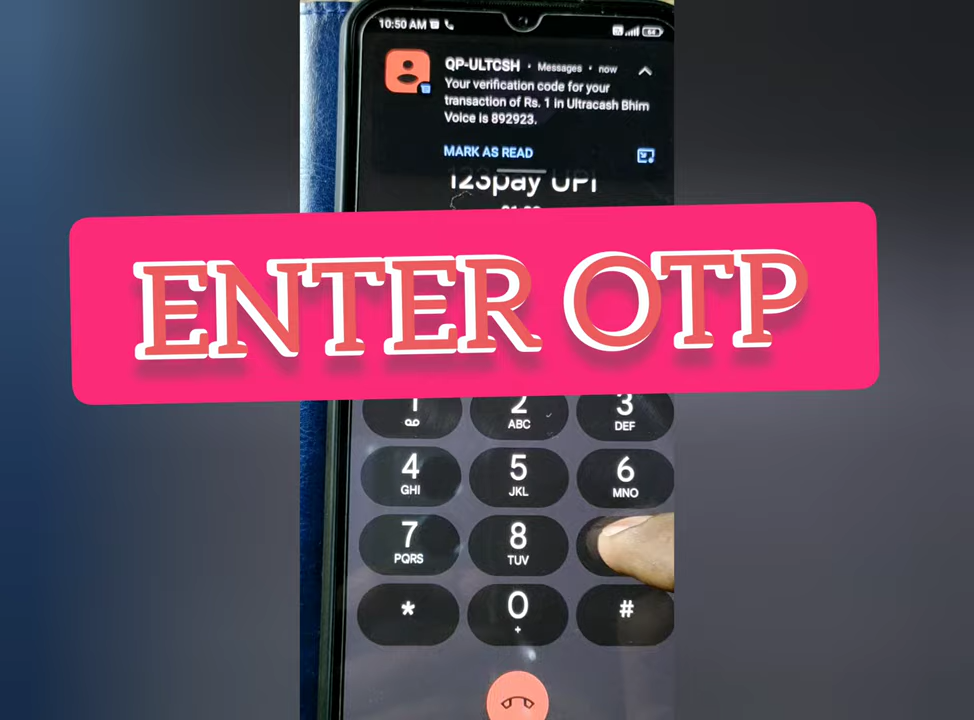 10:50 AM
64
QP-ULTCSH • Messages • now
Your verification code for your
transaction of Rs. 1 in Ultracash Bhim
Voice is 892923.
MARK AS READ
123pay UPI
ENTER OTP
1 2 3
ABC DEF
4 5 6
GHI JKL MNO
7 8
PQRS TUV
* 0 #
+